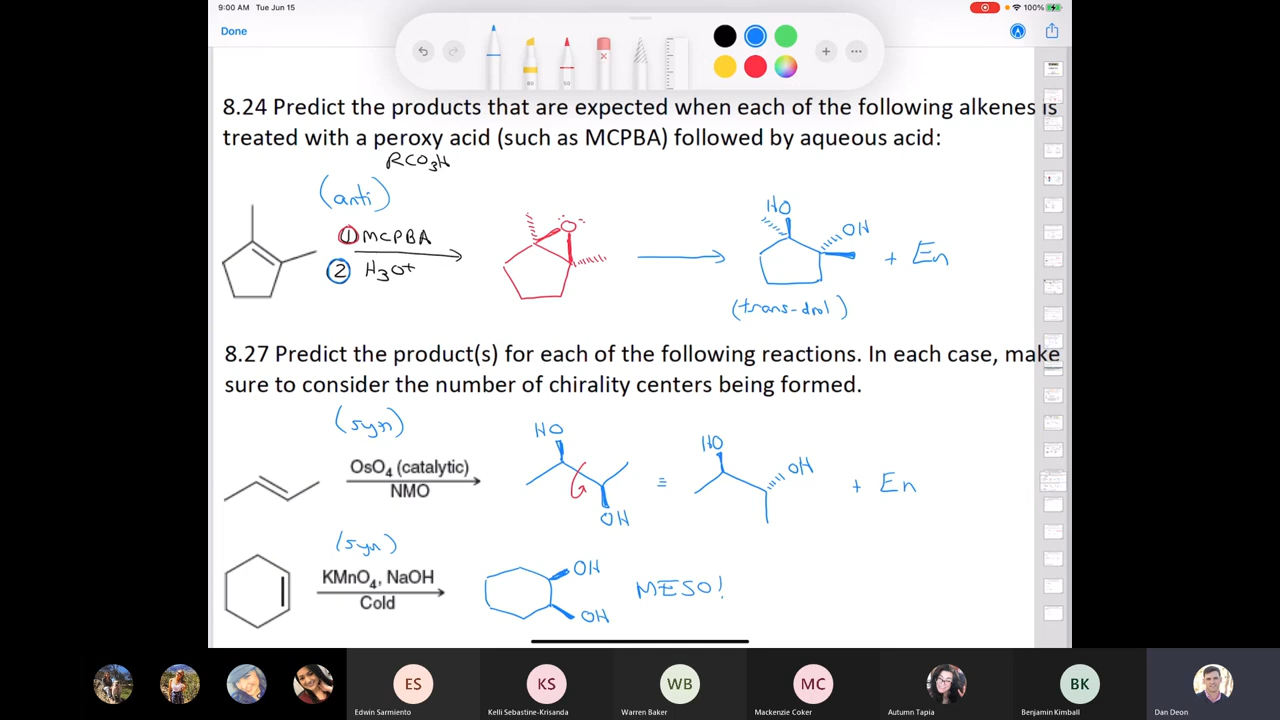 9:00 AM Tue Jun 15
100%
Done
8.24 Predict the products that are expected when each of the following alkenes is
treated with a peroxy acid (such as MCPBA) followed by aqueous acid:
RCO3H
(anti)
① MCPBA
② H3O+
O
HO
OH
+ En
(trans-diol)
8.27 Predict the product(s) for each of the following reactions. In each case, make
sure to consider the number of chirality centers being formed.
(syn)
OsO4 (catalytic)
NMO
HO
OH
≡
HO
OH
+ En
(syn)
KMnO4, NaOH
Cold
OH
OH
MESO!
ES
KS
WB
MC
BK
Edwin Sarmiento
Kelli Sebastine-Krisanda
Warren Baker
Mackenzie Coker
Autumn Tapia
Benjamin Kimball
Dan Deon